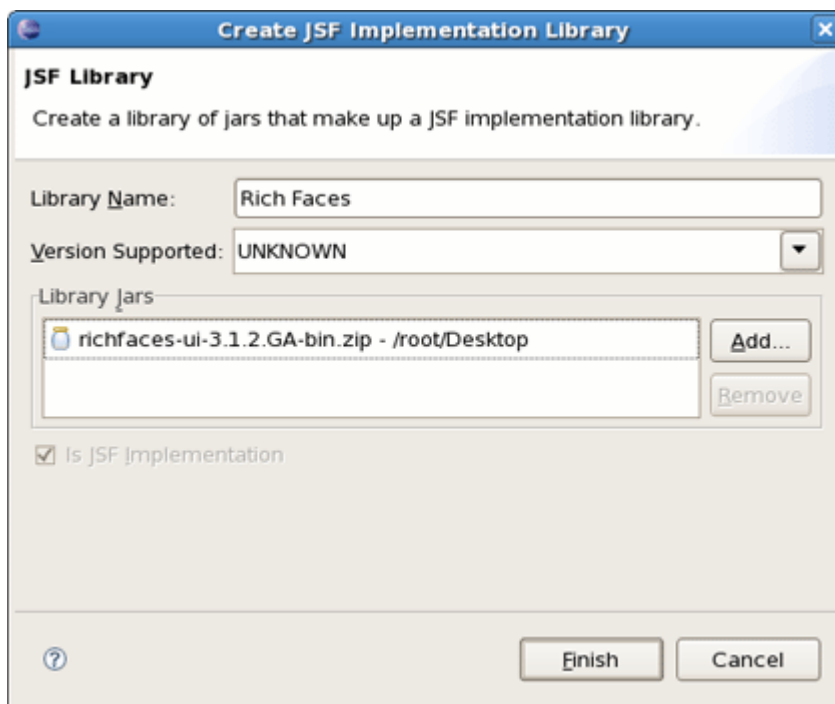 Create JSF Implementation Library
JSF Library
Create a library of jars that make up a JSF implementation library.
Library Name: Rich Faces
Version Supported: UNKNOWN
Library Jars
richfaces-ui-3.1.2.GA-bin.zip - /root/Desktop
Add...
Remove
Is JSF Implementation
Finish Cancel